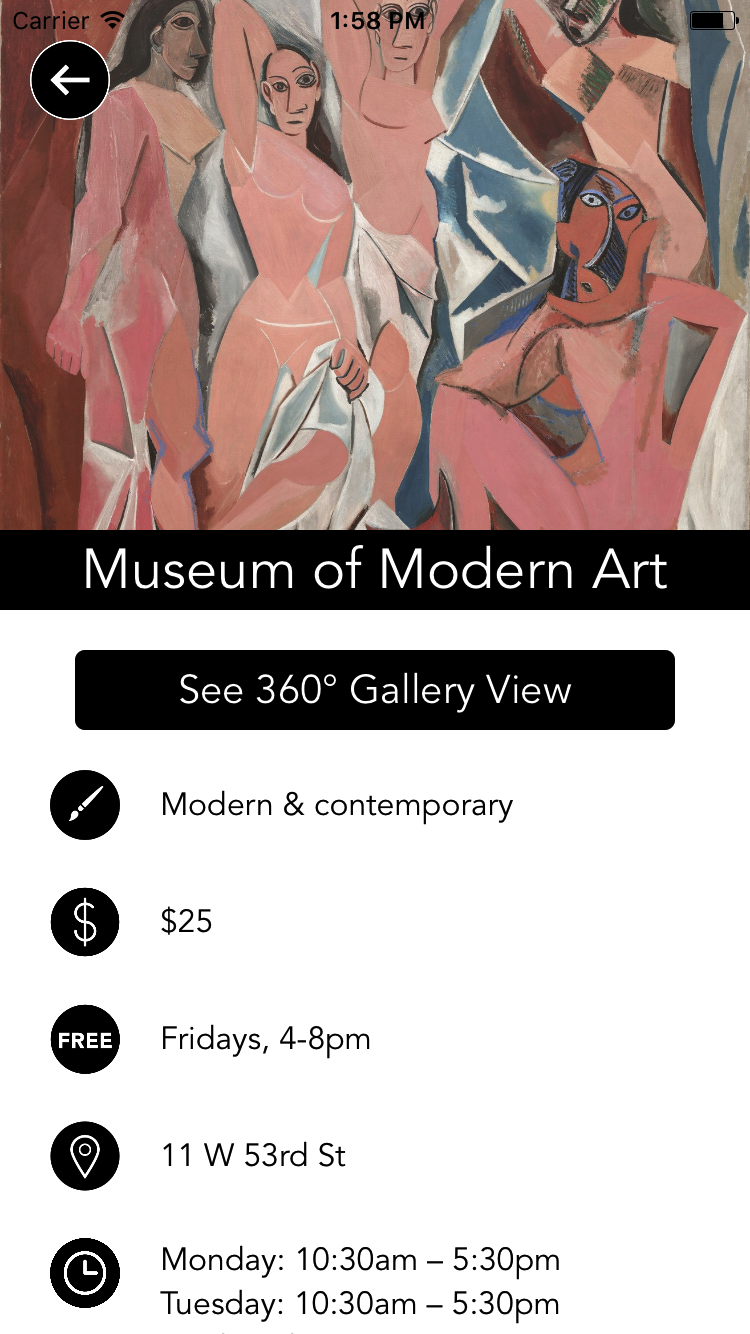 Carrier 1:58 PM
Museum of Modern Art
See 360° Gallery View
Modern & contemporary
$ $25
FREE Fridays, 4-8pm
11 W 53rd St
Monday: 10:30am – 5:30pm
Tuesday: 10:30am – 5:30pm